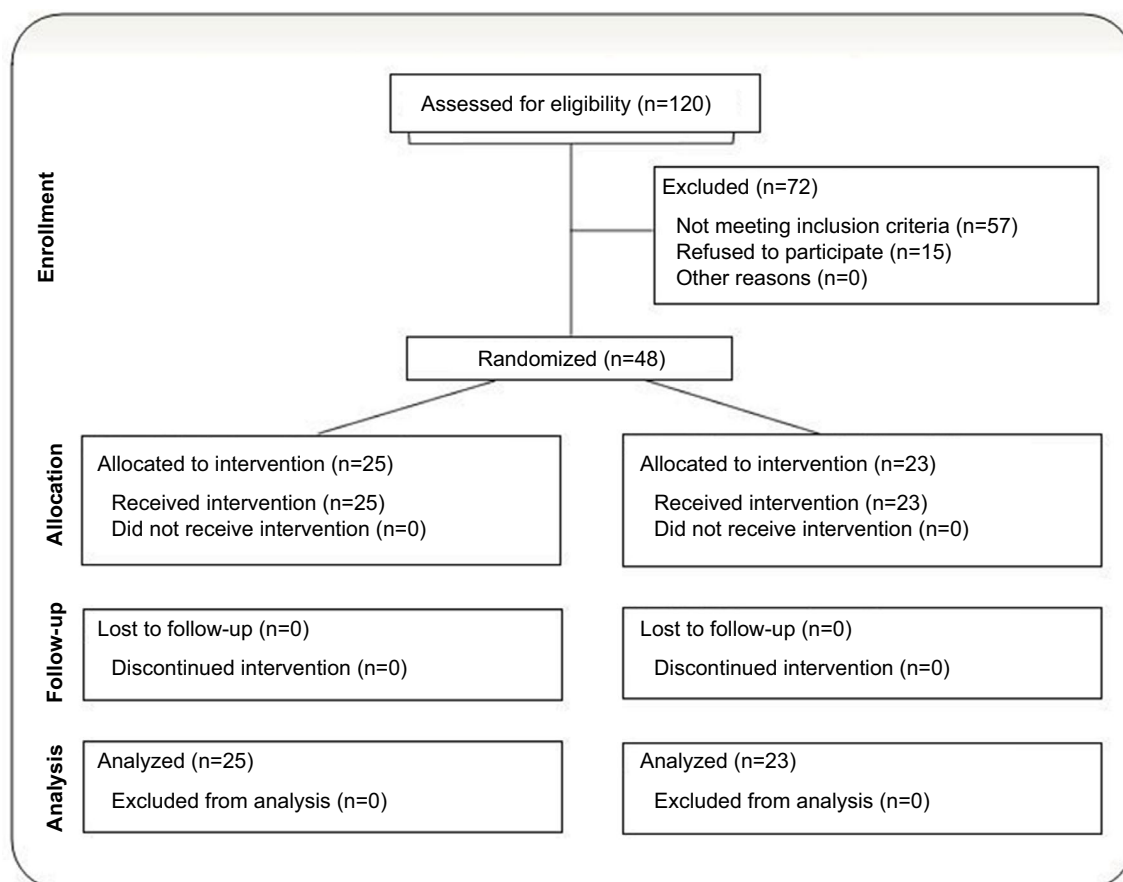 Assessed for eligibility (n=120)
Enrollment
Excluded (n=72)
Not meeting inclusion criteria (n=57)
Refused to participate (n=15)
Other reasons (n=0)
Randomized (n=48)
Allocation
Allocated to intervention (n=25)
Received intervention (n=25)
Did not receive intervention (n=0)
Allocated to intervention (n=23)
Received intervention (n=23)
Did not receive intervention (n=0)
Follow-up
Lost to follow-up (n=0)
Discontinued intervention (n=0)
Lost to follow-up (n=0)
Discontinued intervention (n=0)
Analysis
Analyzed (n=25)
Excluded from analysis (n=0)
Analyzed (n=23)
Excluded from analysis (n=0)